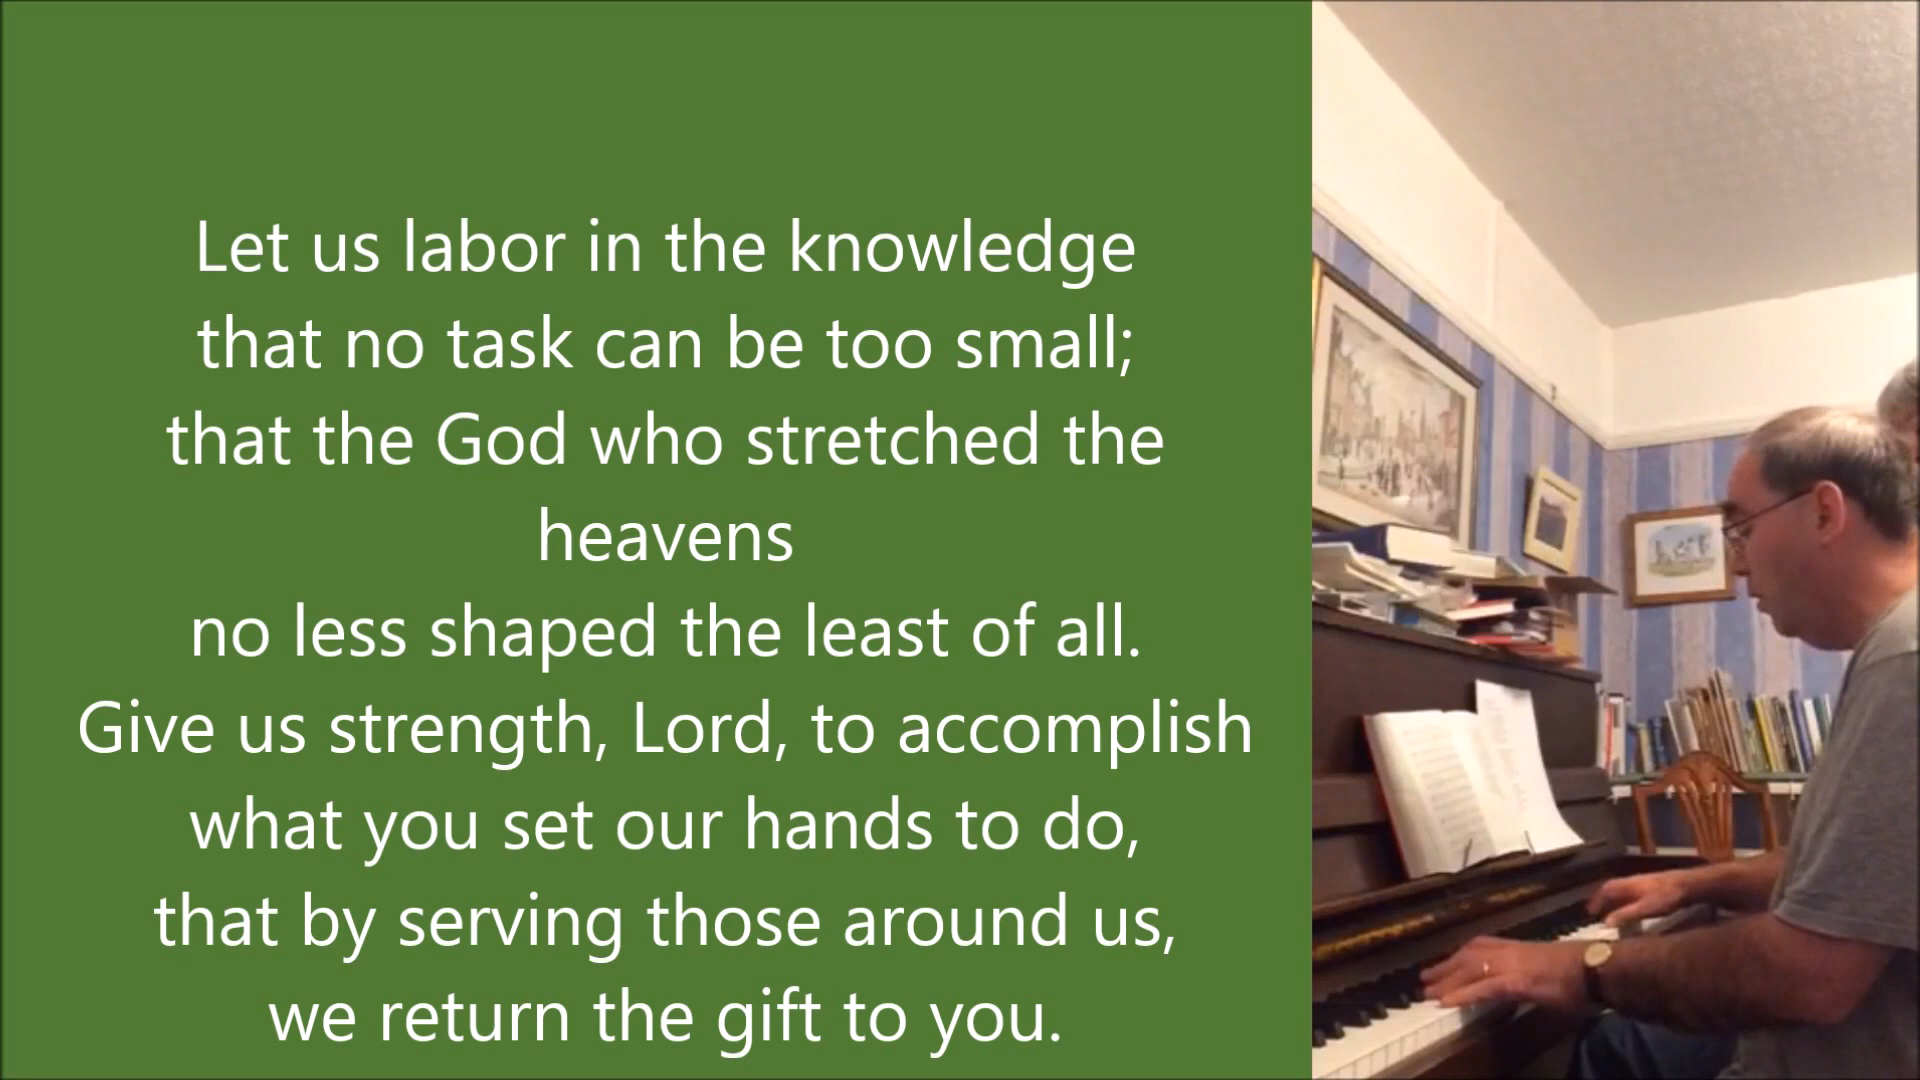 Let us labor in the knowledge
that no task can be too small;
that the God who stretched the
heavens
no less shaped the least of all.
Give us strength, Lord, to accomplish
what you set our hands to do,
that by serving those around us,
we return the gift to you.